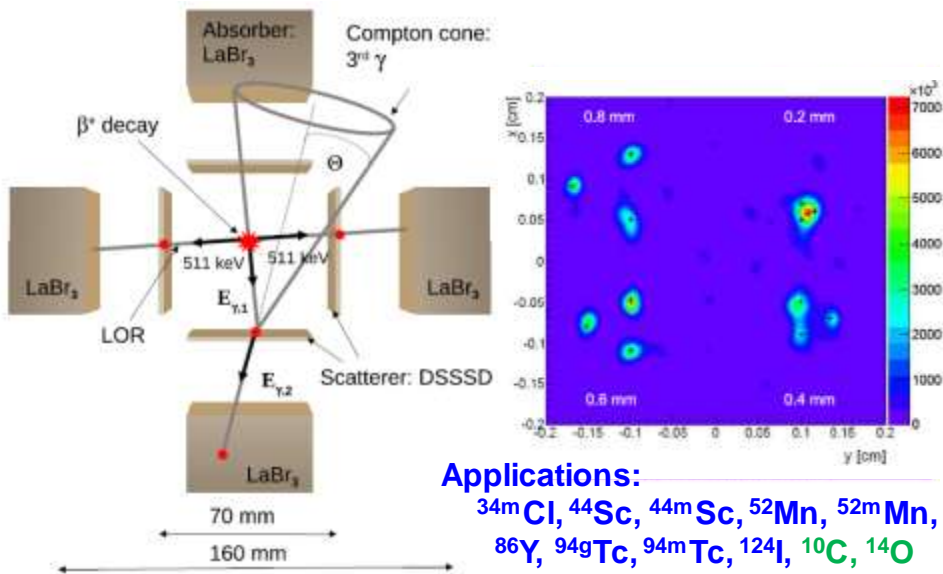 Absorber:
LaBr₃
Compton cone:
3ʳᵈ γ
β⁺ decay
Θ
511 keV
511 keV
LaBr₃
LaBr₃
E_γ,1
LOR
Scatterer: DSSSD
E_γ,2
LaBr₃
70 mm
160 mm
×10³
x [cm]
0.2
0.15
0.1
0.05
0
-0.05
-0.1
-0.15
-0.2
0.8 mm
0.2 mm
0.6 mm
0.4 mm
-0.2 -0.15 -0.1 -0.05 0 0.05 0.1 0.15 0.2
y [cm]
7000
6000
5000
4000
3000
2000
1000
0
Applications:
³⁴ᵐCl, ⁴⁴Sc, ⁴⁴ᵐSc, ⁵²Mn, ⁵²ᵐMn,
⁸⁶Y, ⁹⁴ᵍTc, ⁹⁴ᵐTc, ¹²⁴I, ¹⁰C, ¹⁴O